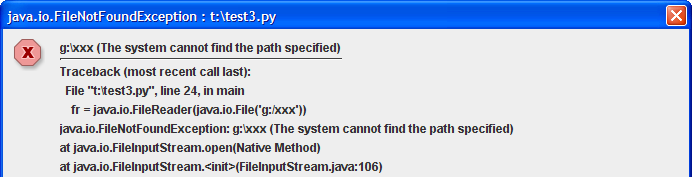 java.io.FileNotFoundException : t:\test3.py
g:\xxx (The system cannot find the path specified)
Traceback (most recent call last):
File "t:\test3.py", line 24, in main
fr = java.io.FileReader(java.io.File('g:/xxx'))
java.io.FileNotFoundException: g:\xxx (The system cannot find the path specified)
at java.io.FileInputStream.open(Native Method)
at java.io.FileInputStream.<init>(FileInputStream.java:106)